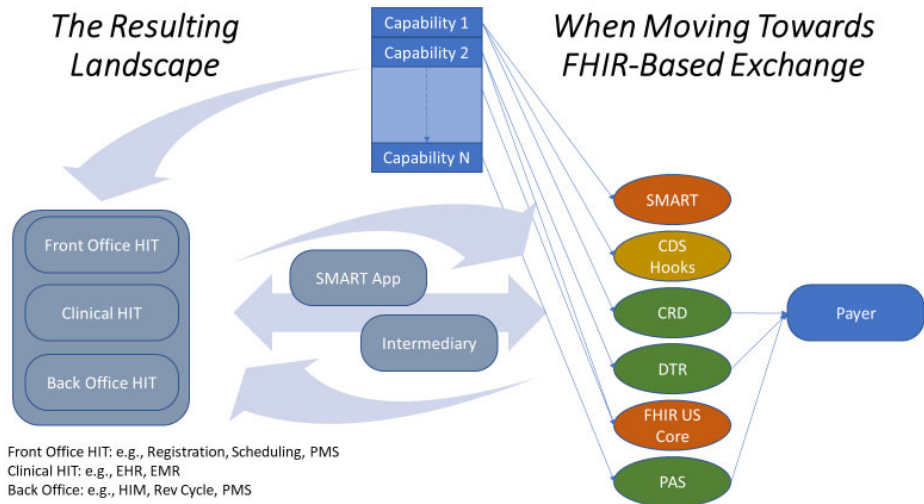 The Resulting
Landscape
When Moving Towards
FHIR-Based Exchange
Capability 1
Capability 2
Capability N
SMART
CDS
Hooks
CRD
DTR
FHIR US
Core
PAS
Payer
Front Office HIT
Clinical HIT
Back Office HIT
SMART App
Intermediary
Front Office HIT: e.g., Registration, Scheduling, PMS
Clinical HIT: e.g., EHR, EMR
Back Office: e.g., HIM, Rev Cycle, PMS